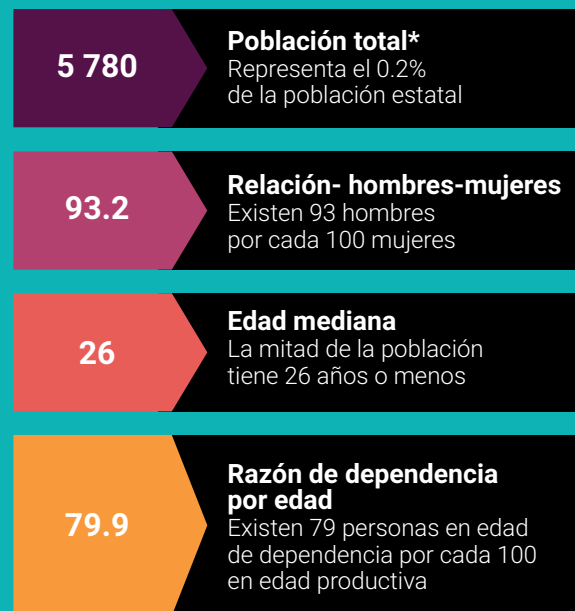 5 780
Población total*
Representa el 0.2%
de la población estatal
93.2
Relación- hombres-mujeres
Existen 93 hombres
por cada 100 mujeres
26
Edad mediana
La mitad de la población
tiene 26 años o menos
79.9
Razón de dependencia
por edad
Existen 79 personas en edad
de dependencia por cada 100
en edad productiva